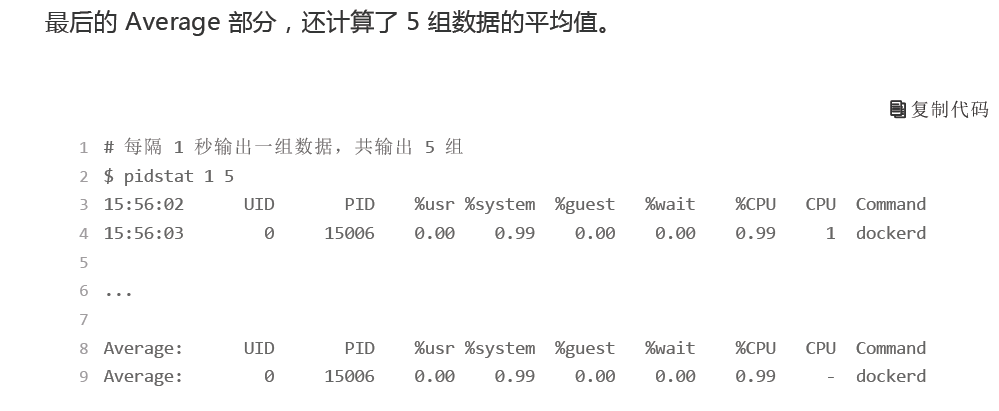 最后的 Average 部分，还计算了 5 组数据的平均值。
复制代码
1 # 每隔 1 秒输出一组数据，共输出 5 组
2 $ pidstat 1 5
3 15:56:02 UID PID %usr %system %guest %wait %CPU CPU Command
4 15:56:03 0 15006 0.00 0.99 0.00 0.00 0.99 1 dockerd
5
6 ...
7
8 Average: UID PID %usr %system %guest %wait %CPU CPU Command
9 Average: 0 15006 0.00 0.99 0.00 0.00 0.99 - dockerd